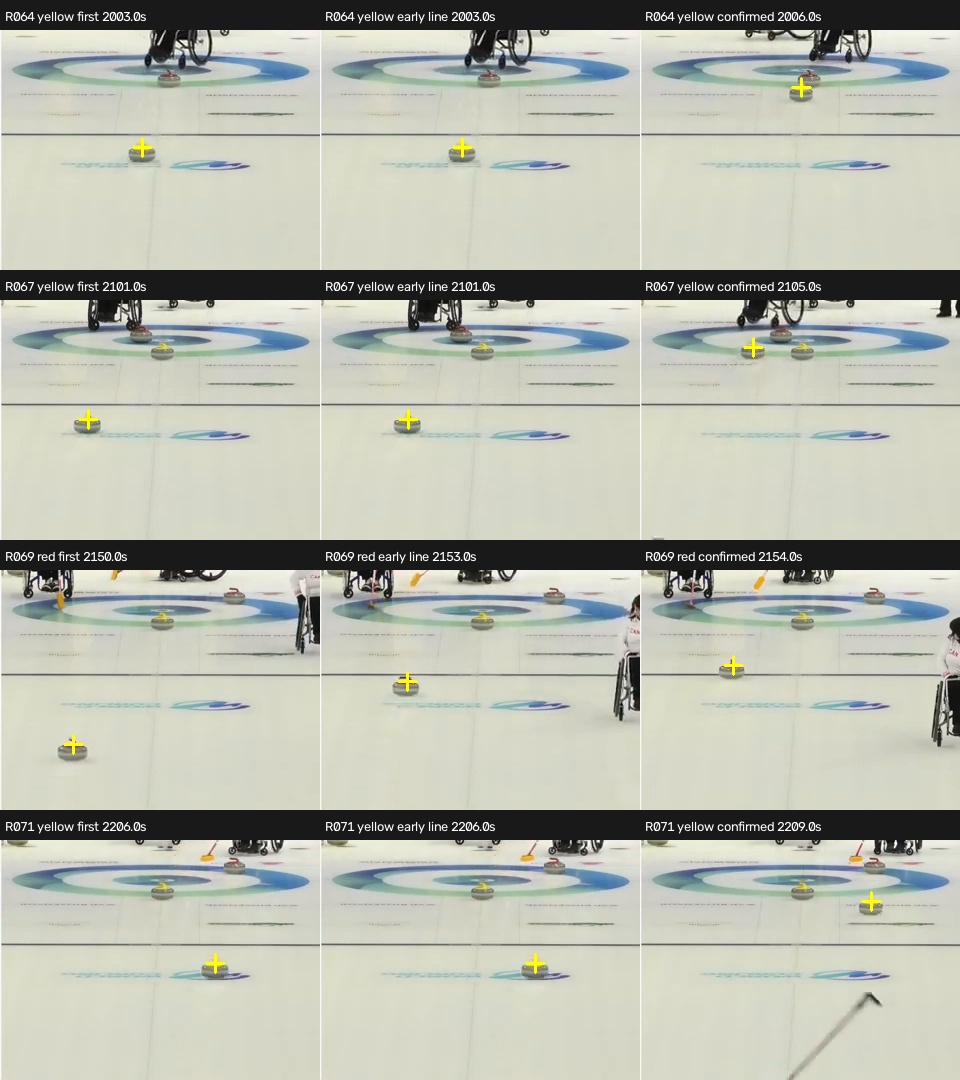 R064 yellow first 2003.0s
R064 yellow early line 2003.0s
R064 yellow confirmed 2006.0s
R067 yellow first 2101.0s
R067 yellow early line 2101.0s
R067 yellow confirmed 2105.0s
R069 red first 2150.0s
R069 red early line 2153.0s
R069 red confirmed 2154.0s
R071 yellow first 2206.0s
R071 yellow early line 2206.0s
R071 yellow confirmed 2209.0s